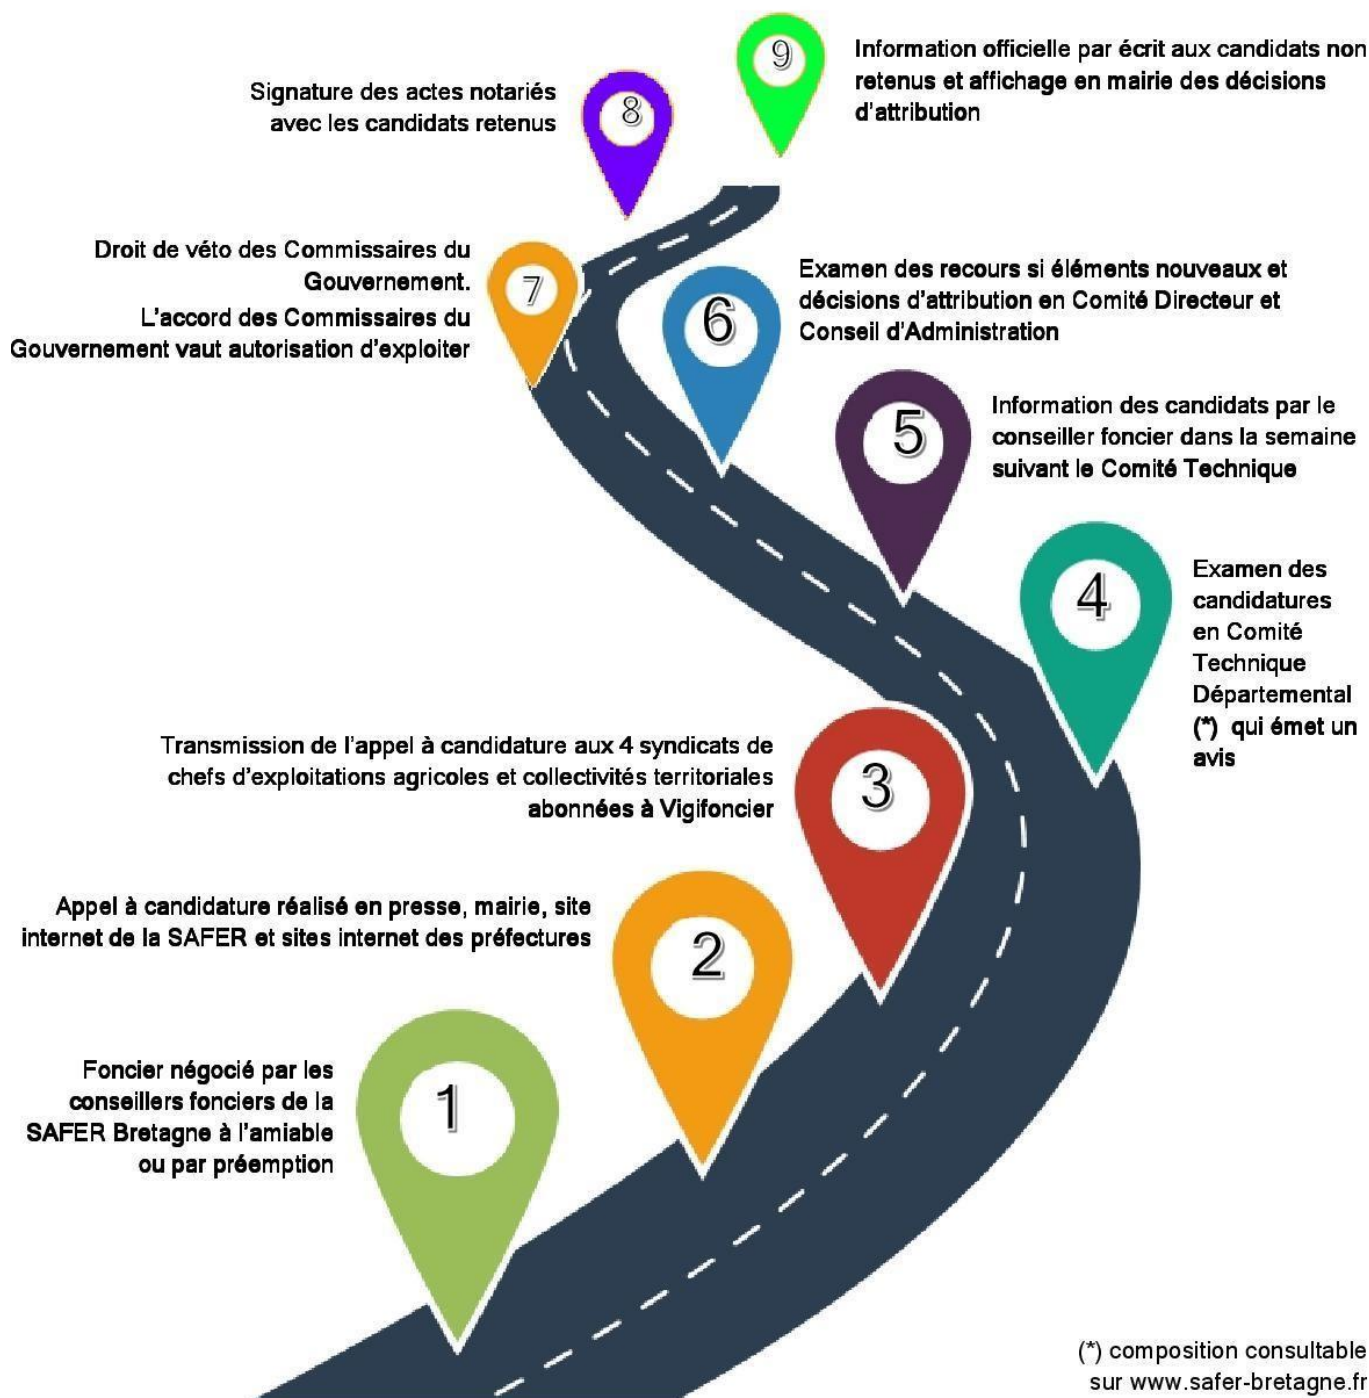 9
Information officielle par écrit aux candidats non
retenus et affichage en mairie des décisions
d'attribution
Signature des actes notariés
avec les candidats retenus
8
Droit de véto des Commissaires du
Gouvernement.
L'accord des Commissaires du
Gouvernement vaut autorisation d'exploiter
7
6
Examen des recours si éléments nouveaux et
décisions d'attribution en Comité Directeur et
Conseil d'Administration
5
Information des candidats par le
conseiller foncier dans la semaine
suivant le Comité Technique
4
Examen des
candidatures
en Comité
Technique
Départemental
(*) qui émet un
avis
Transmission de l'appel à candidature aux 4 syndicats de
chefs d'exploitations agricoles et collectivités territoriales
abonnées à Vigifoncier
3
Appel à candidature réalisé en presse, mairie, site
internet de la SAFER et sites internet des préfectures
2
Foncier négocié par les
conseillers fonciers de la
SAFER Bretagne à l'amiable
ou par préemption
1
(*) composition consultable
sur www.safer-bretagne.fr